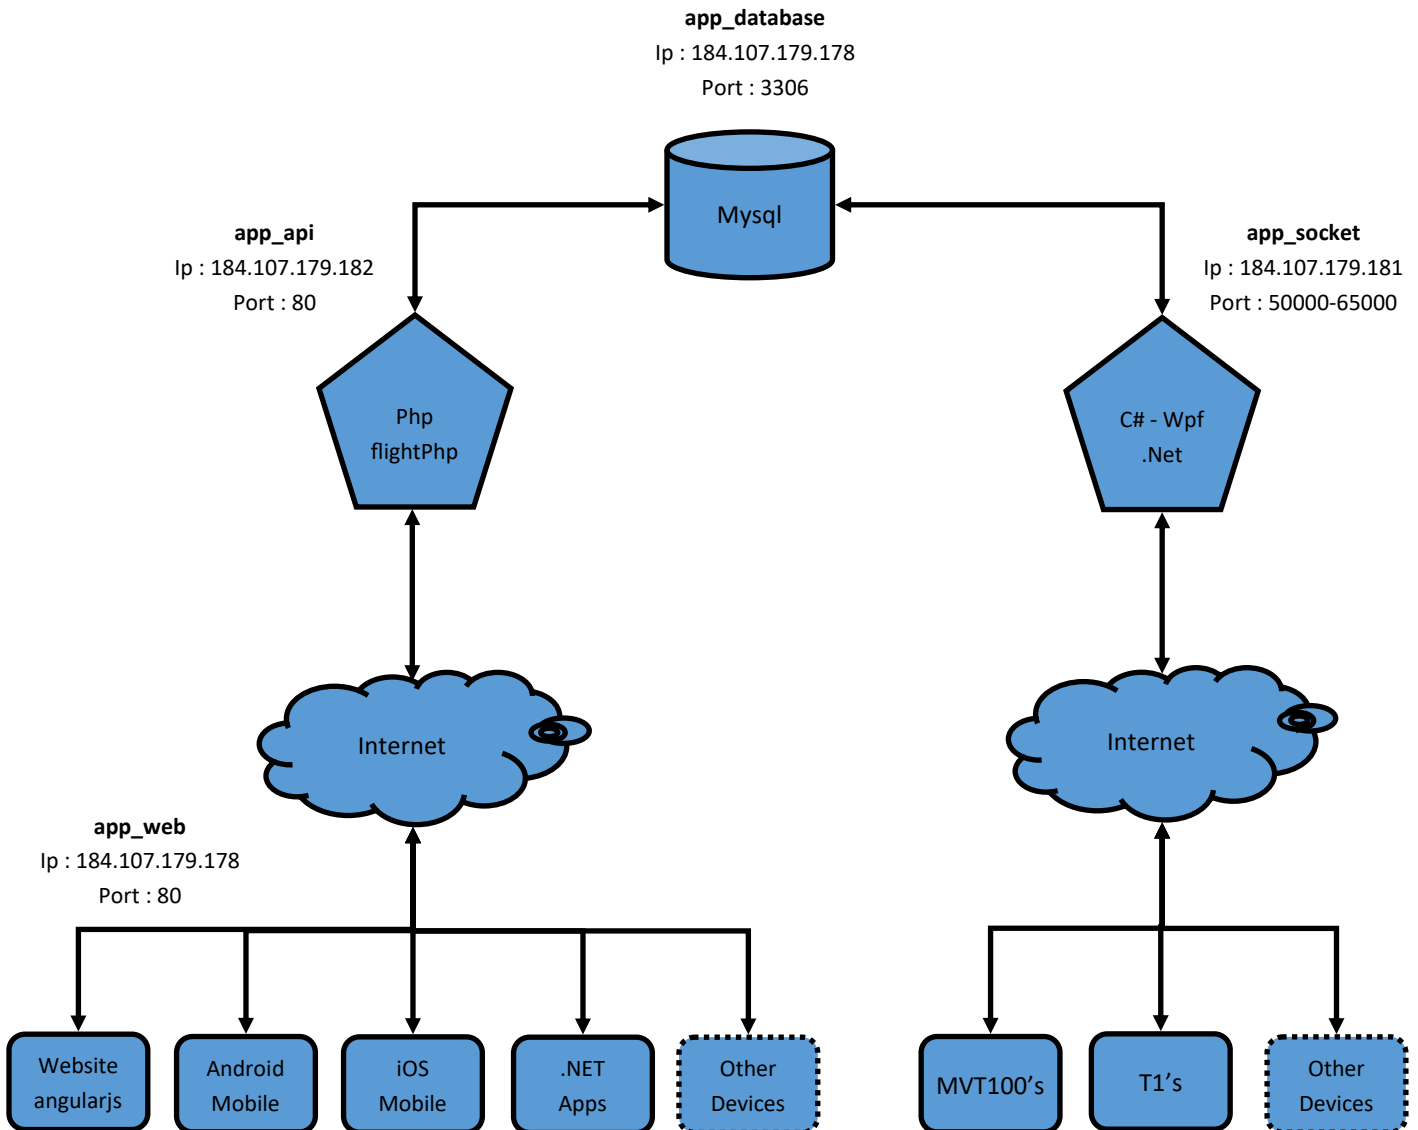 app_database
Ip : 184.107.179.178
Port : 3306
Mysql
app_api
Ip : 184.107.179.182
Port : 80
app_socket
Ip : 184.107.179.181
Port : 50000-65000
Php
flightPhp
C# - Wpf
.Net
Internet
Internet
app_web
Ip : 184.107.179.178
Port : 80
Website
angularjs
Android
Mobile
iOS
Mobile
.NET
Apps
Other
Devices
MVT100’s
T1’s
Other
Devices